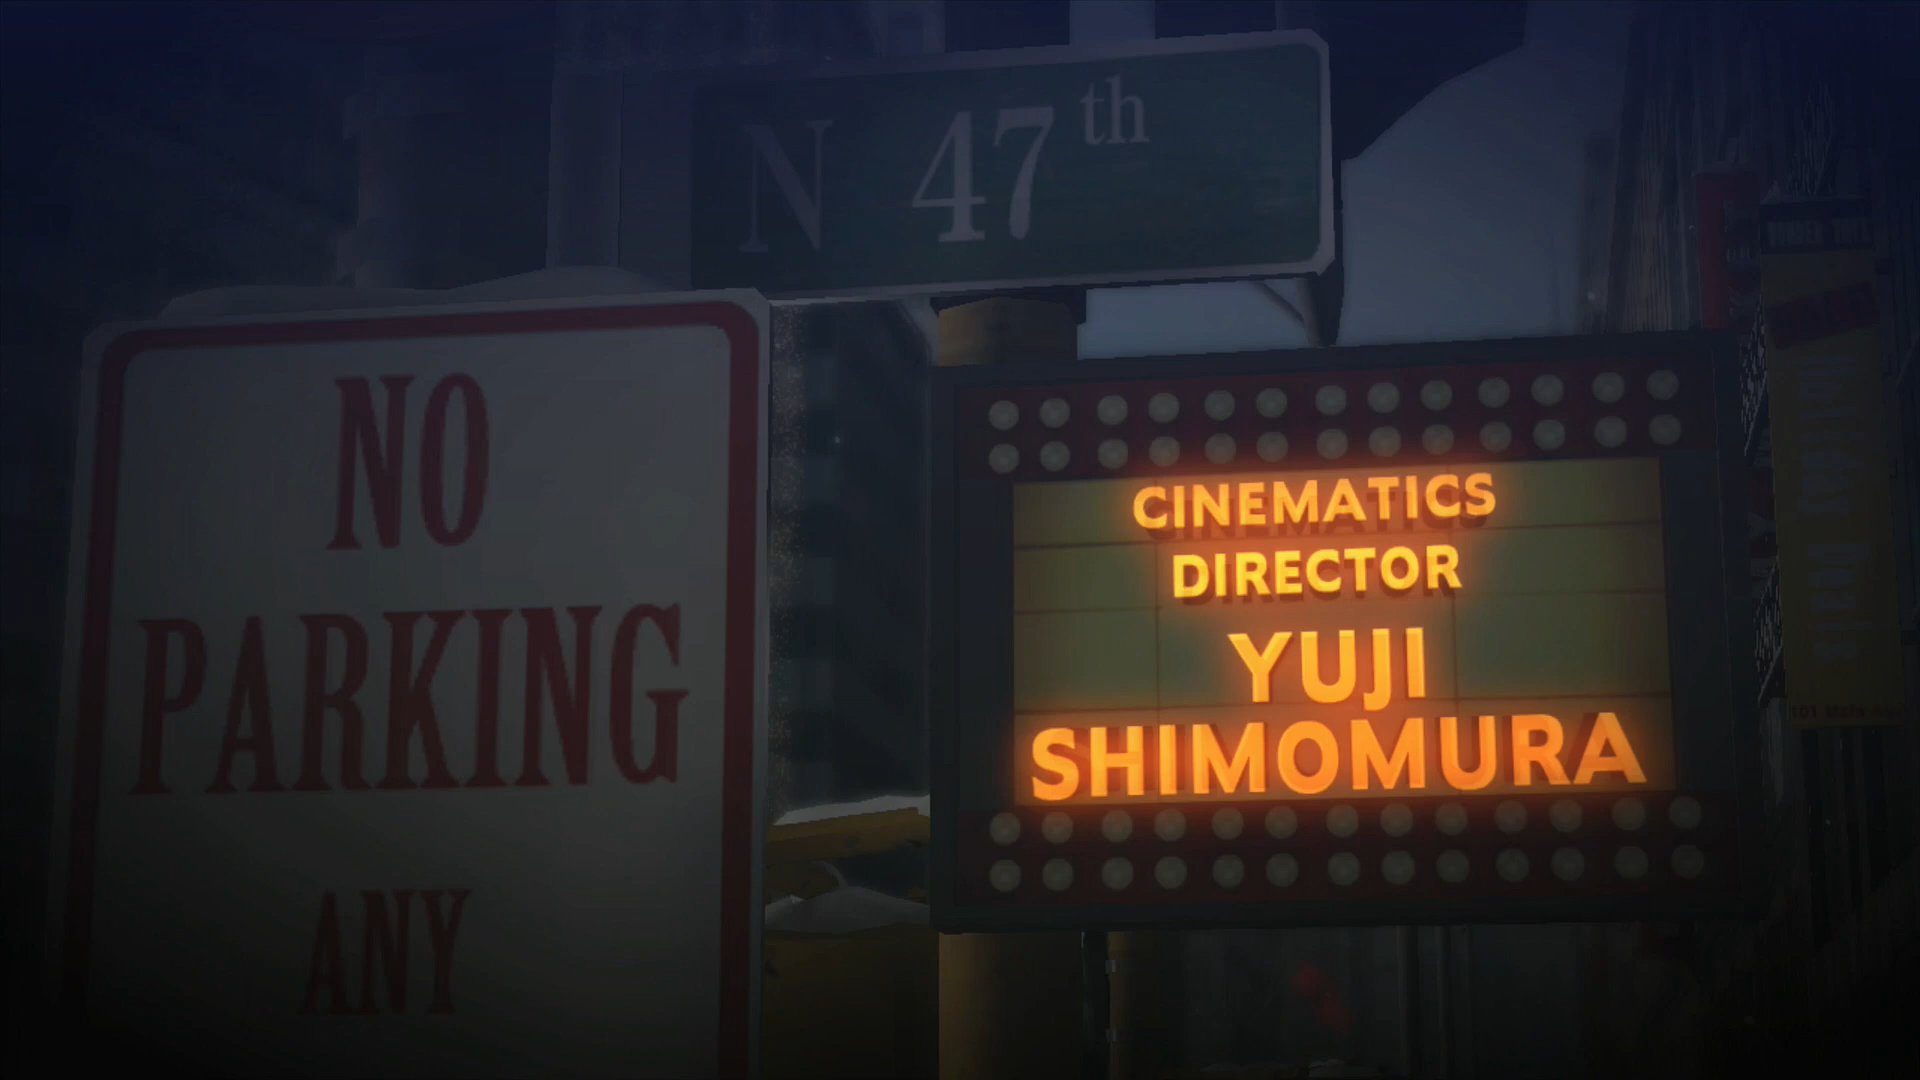 N 47th
NO
PARKING
ANY
CINEMATICS
DIRECTOR
YUJI
SHIMOMURA